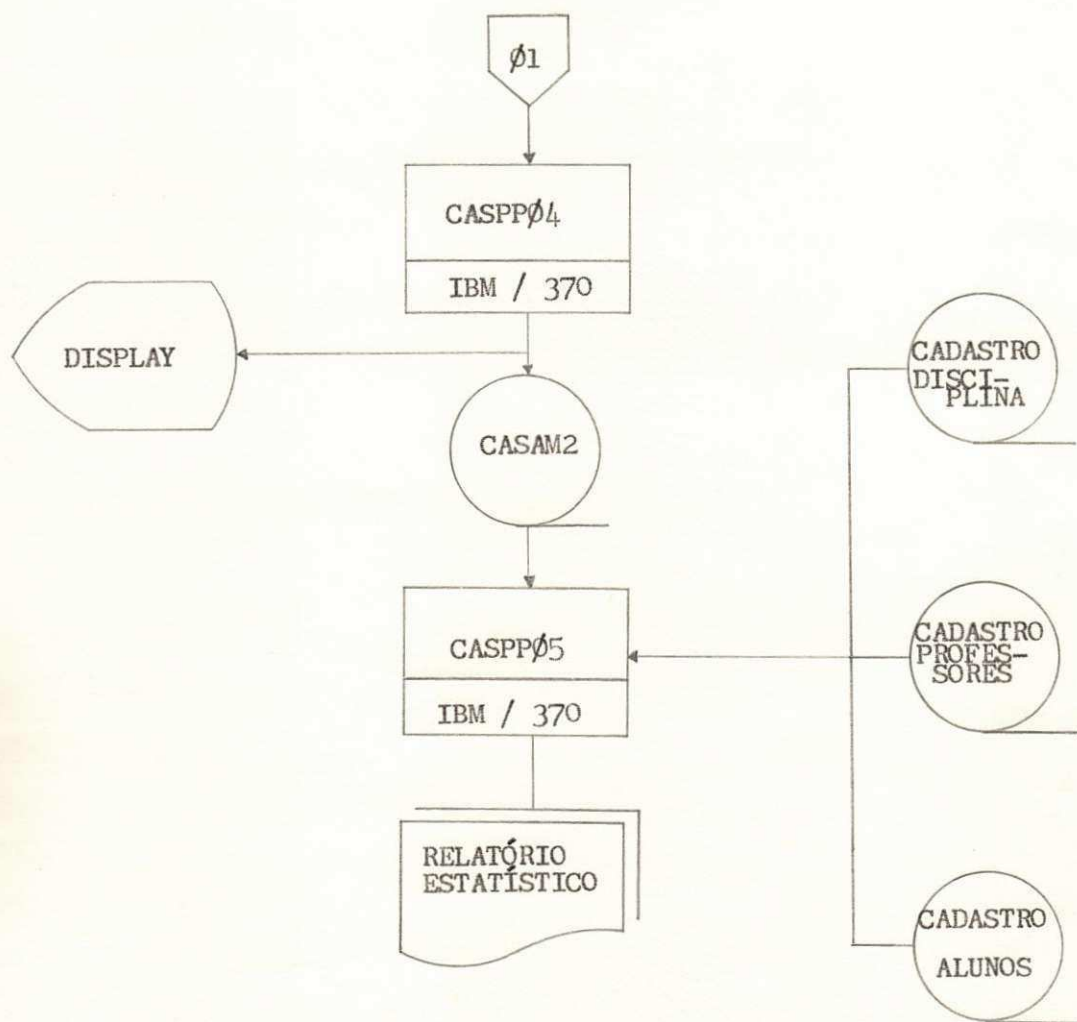 Ø1
CASPPØ4
IBM / 370
DISPLAY
CADASTRO
DISCI-
PLINA
CASAM2
CASPPØ5
IBM / 370
CADASTRO
PROFES-
SORES
RELATÓRIO
ESTATÍSTICO
CADASTRO
ALUNOS